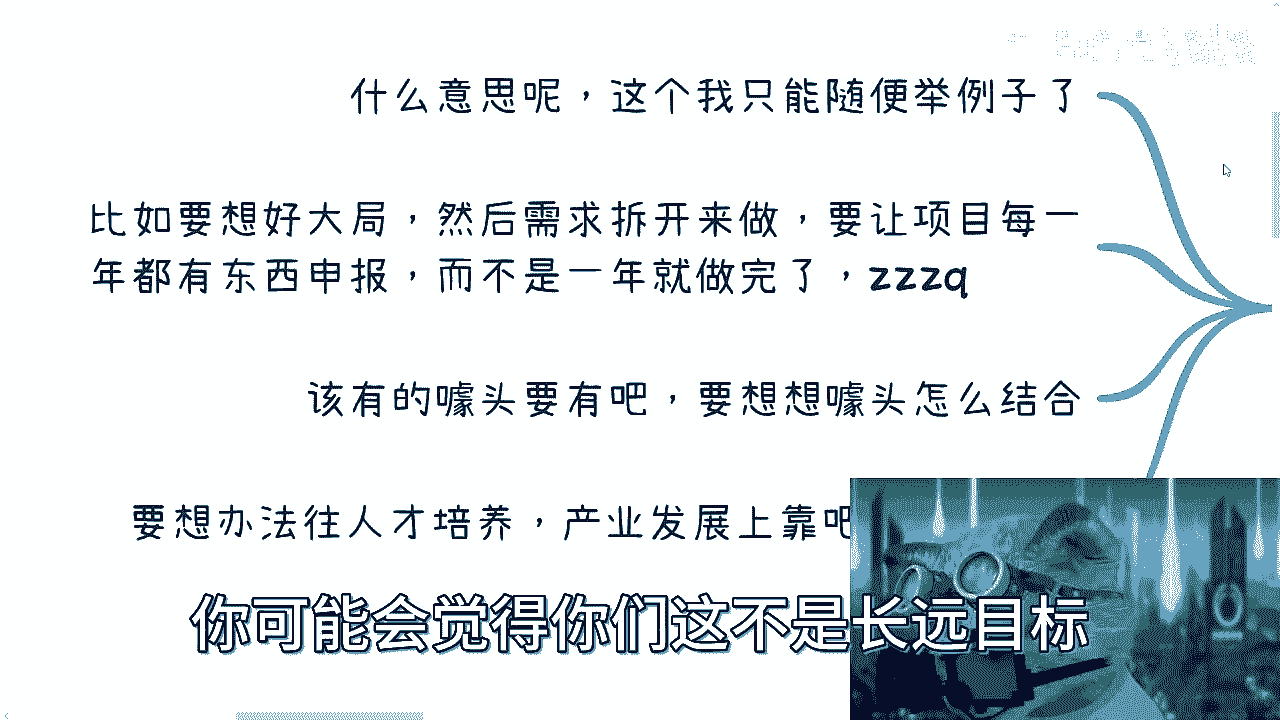 什么意思呢，这个我只能随便举例子了
比如要想好大局，然后需求拆开来做，要让项目每一
年都有东西申报，而不是一年就做完了，zzzq
该有的噱头要有吧，要想想噱头怎么结合
要想办法往人才培养，产业发展上靠吧
你可能会觉得你们这不是长远目标